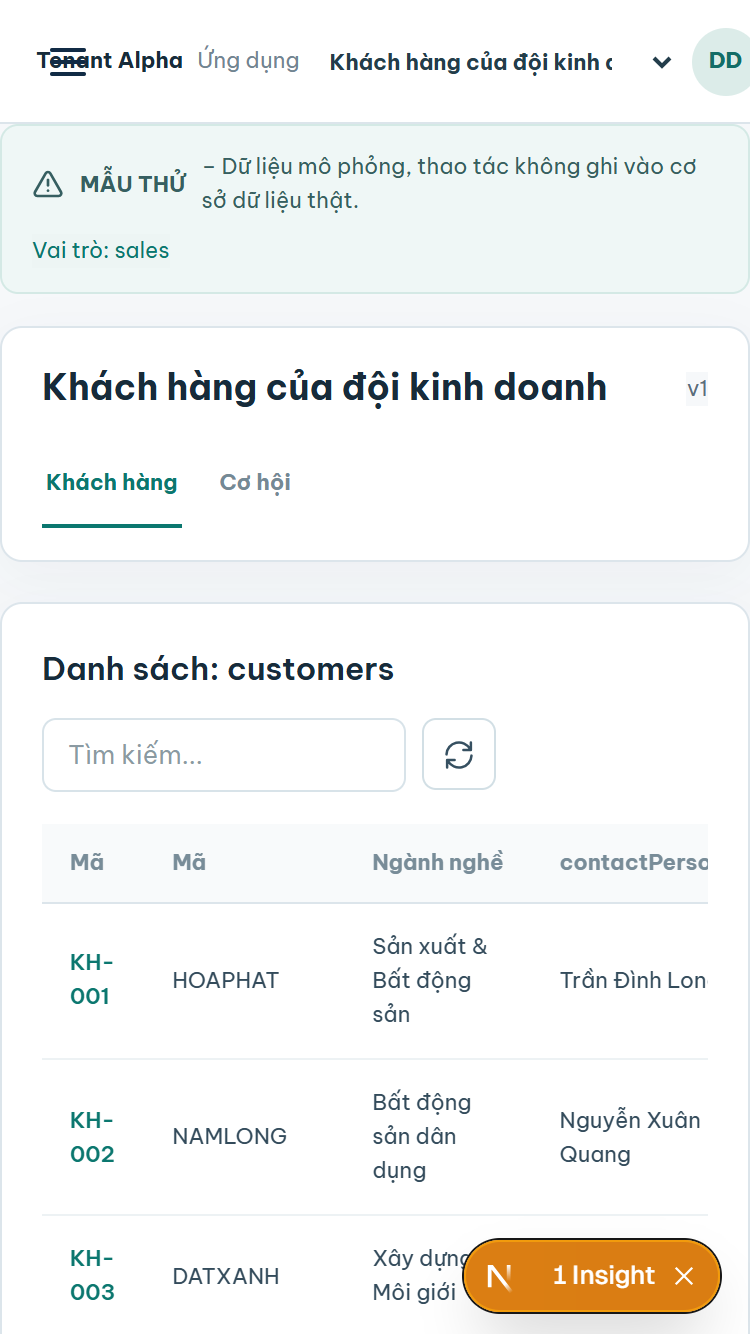 Tenant Alpha Ứng dụng Khách hàng của đội kinh DD
MẪU THỬ – Dữ liệu mô phỏng, thao tác không ghi vào cơ
sở dữ liệu thật.
Vai trò: sales
Khách hàng của đội kinh doanh v1
Khách hàng Cơ hội
Danh sách: customers
Tìm kiếm...
Mã Mã Ngành nghề contactPerso
KH-
001
HOAPHAT
Sản xuất &
Bất động
sản
Trần Đình Lon
KH-
002
NAMLONG
Bất động
sản dân
dụng
Nguyễn Xuân
Quang
KH-
003
DATXANH
Xây dựng
Môi giới
N 1 Insight